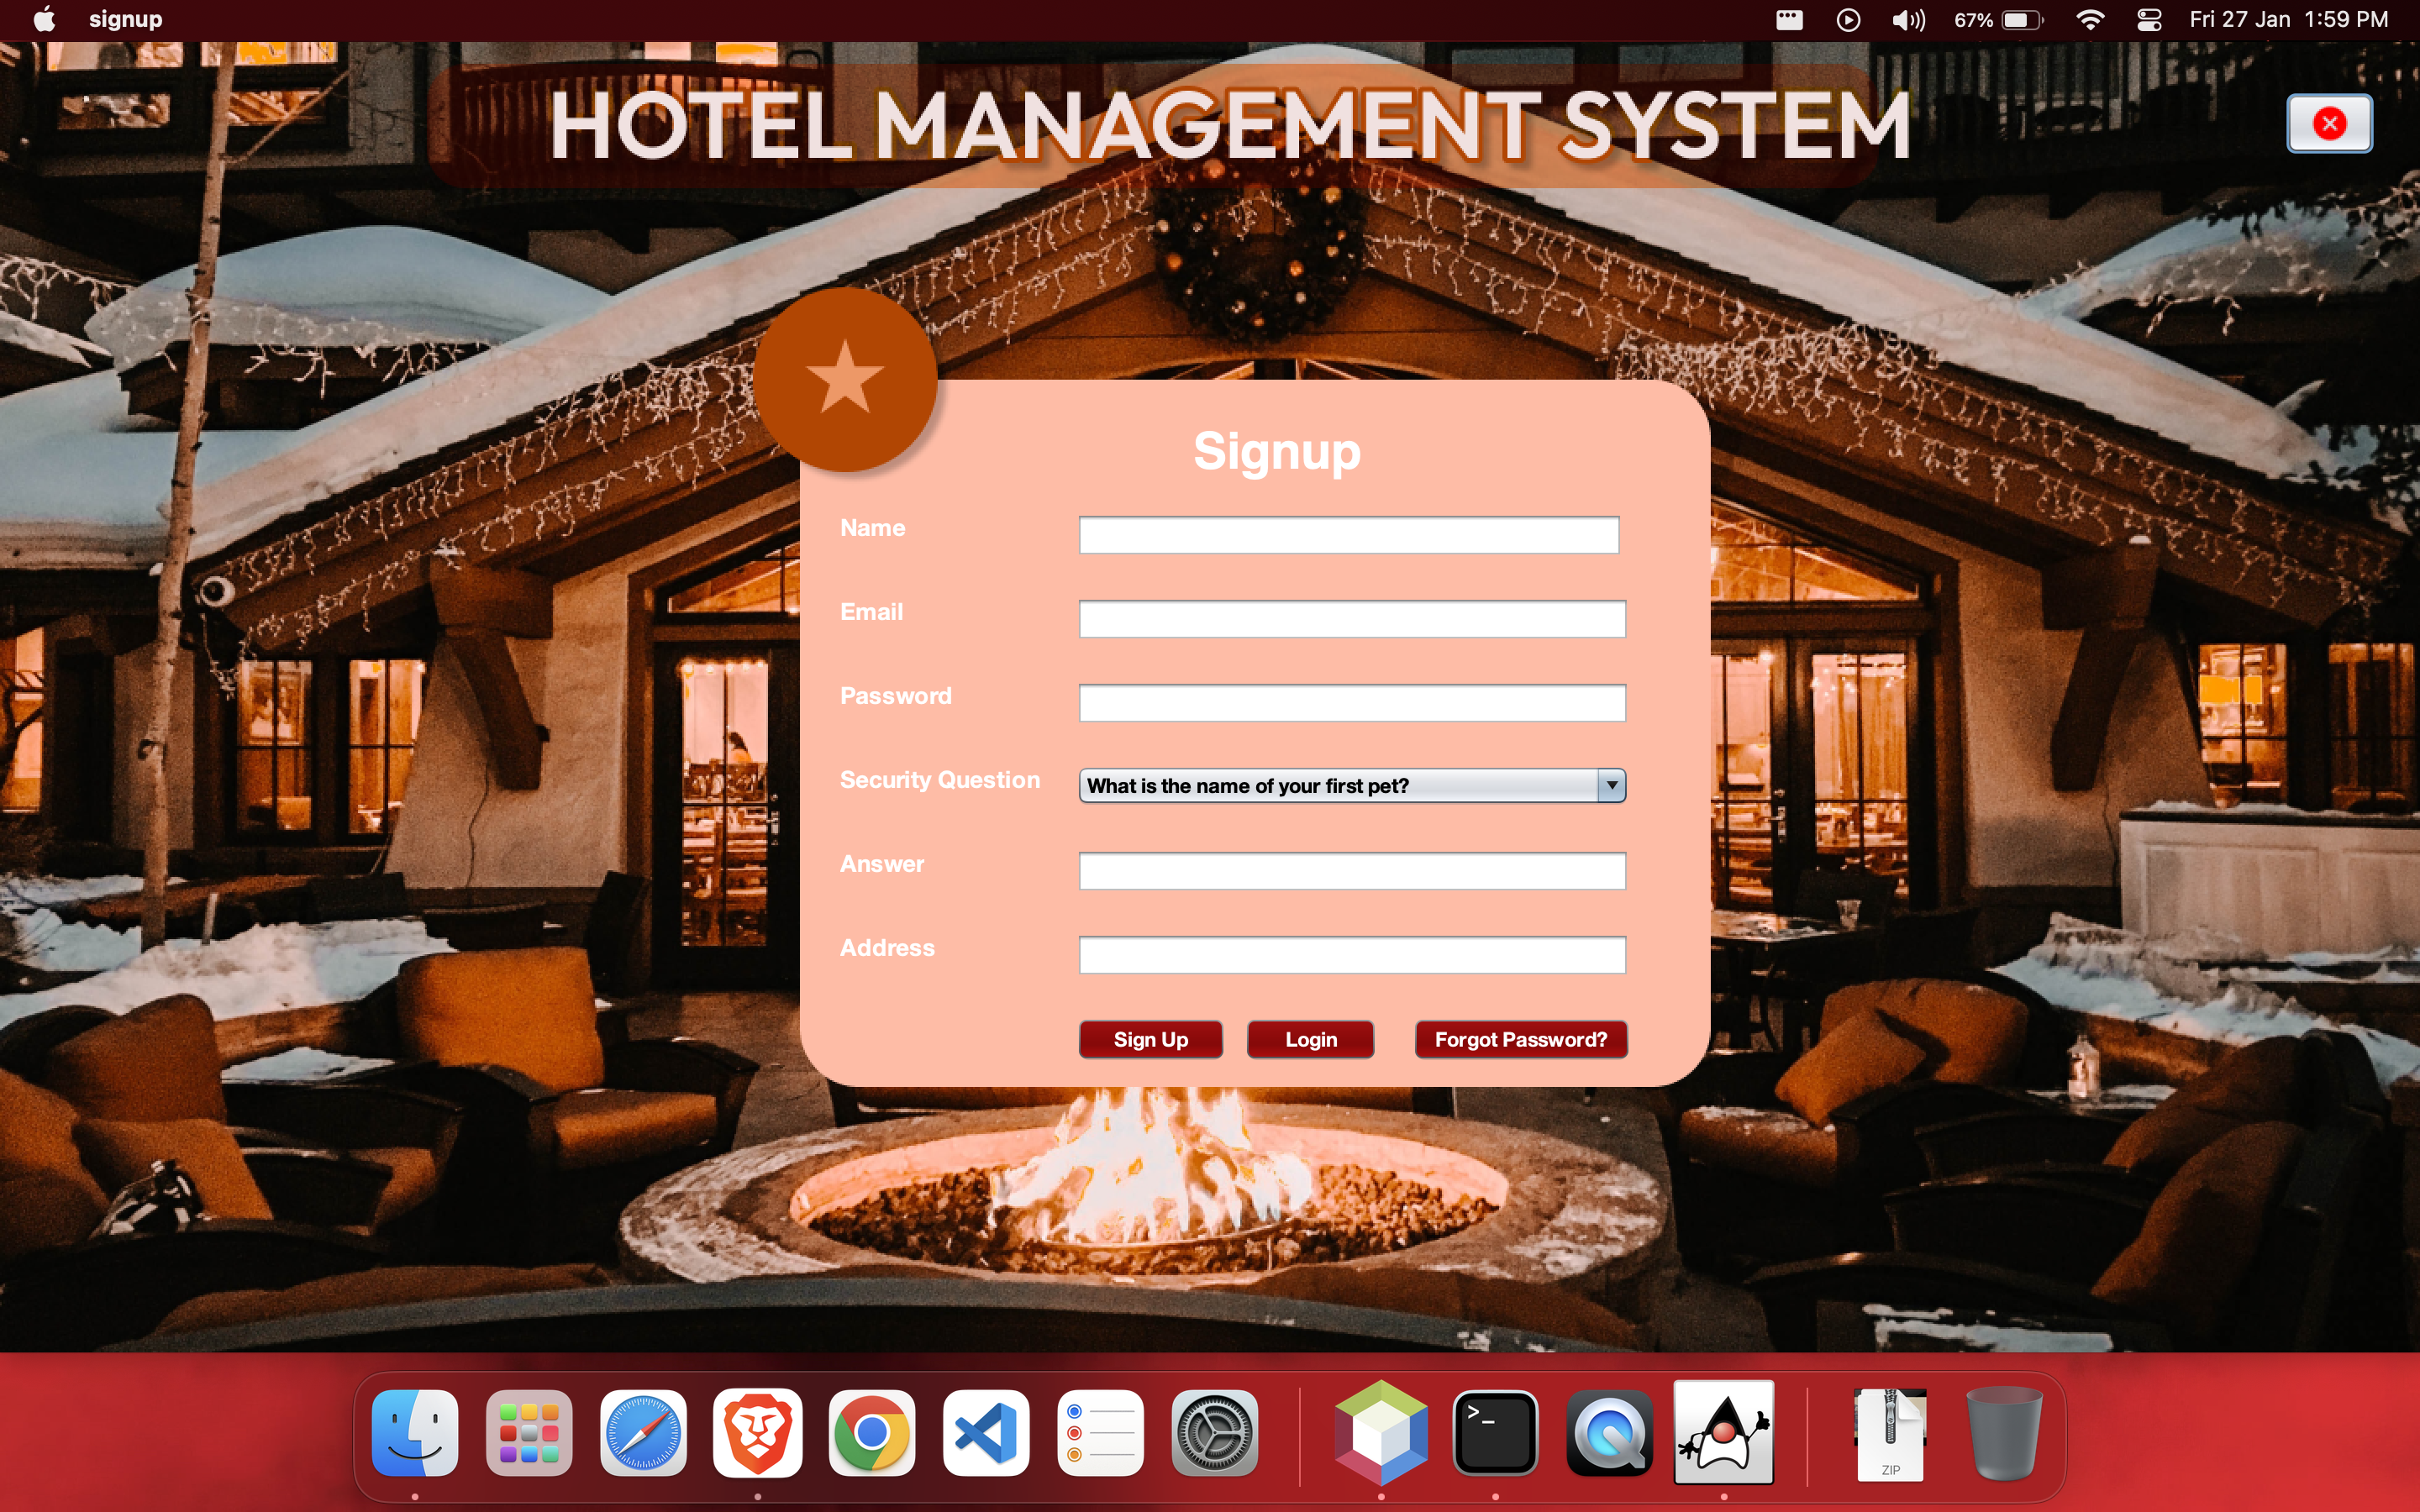 signup
67%
Fri 27 Jan 1:59 PM
HOTEL MANAGEMENT SYSTEM
Signup
Name
Email
Password
Security Question
What is the name of your first pet?
Answer
Address
Sign Up
Login
Forgot Password?
>_
ZIP